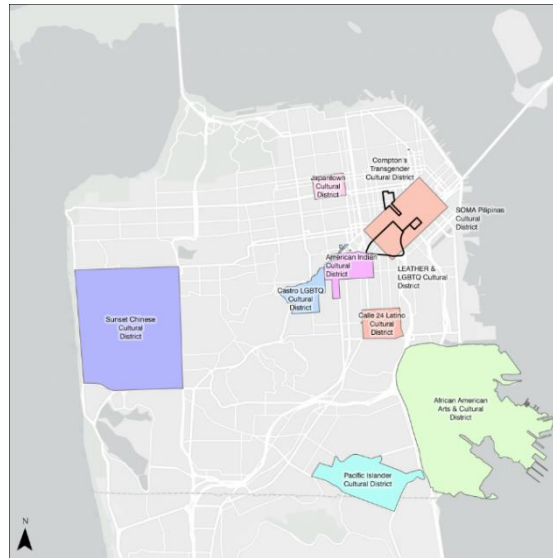 Compton's
Transgender
Cultural District
Japantown
Cultural
District
SOMA Pilipinas
Cultural
District
American Indian
Cultural
District
LEATHER &
LGBTQ Cultural
District
Castro LGBTQ
Cultural
District
Sunset Chinese
Cultural
District
Calle 24 Latino
Cultural
District
African American
Arts & Cultural
District
Pacific Islander
Cultural District
N